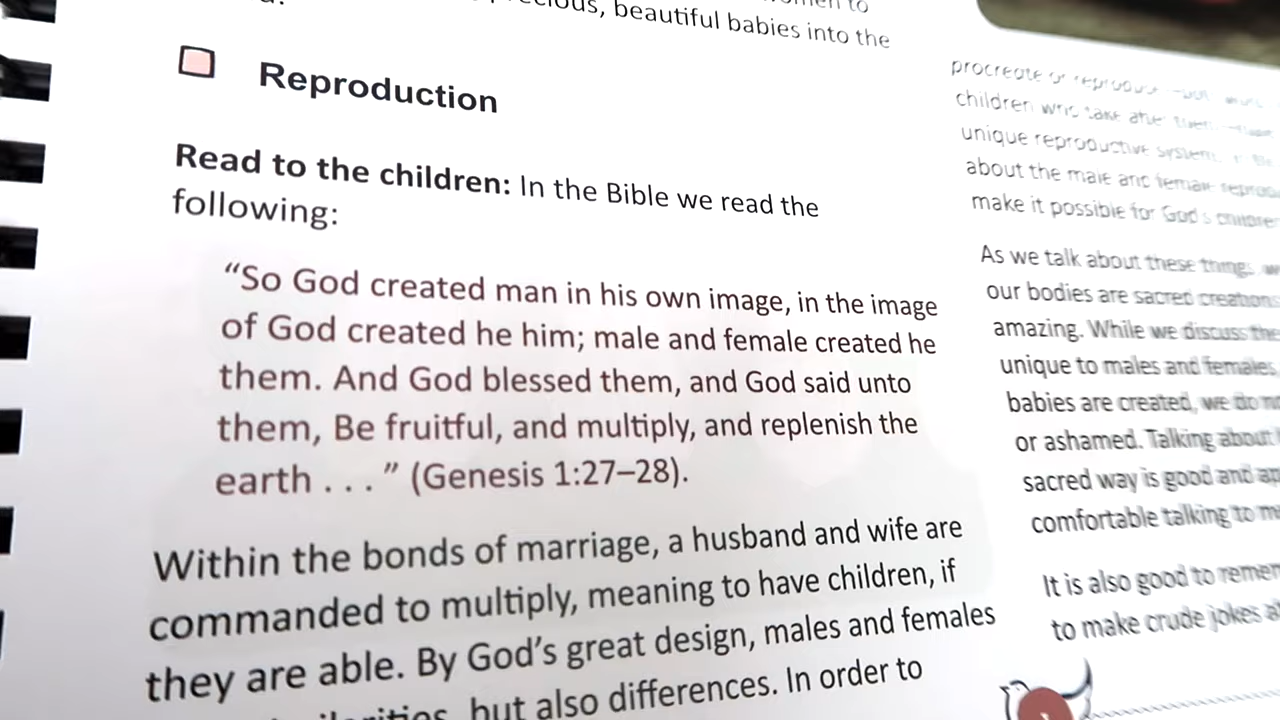 precious, beautiful babies into the
Reproduction
Read to the children: In the Bible we read the
following:
“So God created man in his own image, in the image
of God created he him; male and female created he
them. And God blessed them, and God said unto
them, Be fruitful, and multiply, and replenish the
earth . . . ” (Genesis 1:27–28).
Within the bonds of marriage, a husband and wife are
commanded to multiply, meaning to have children, if
they are able. By God’s great design, males and females
but also differences. In order to
procreate or reproduce
children who take after
unique reproductive system.
about the male and female
make it possible for God's
As we talk about these things,
our bodies are sacred creations
amazing. While we discuss the
unique to males and females,
babies are created, we do
or ashamed. Talking about
sacred way is good and
comfortable talking to
It is also good to
to make crude jokes